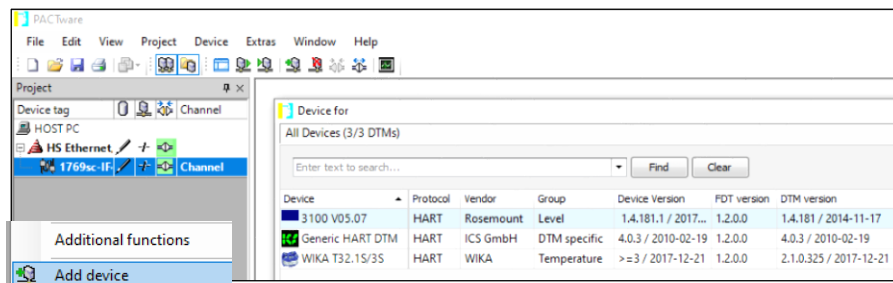 PACTware
File Edit View Project Device Extras Window Help
Project
Device tag Channel
HOST PC
HS Ethernet
1769sc-IF Channel
Additional functions
Add device
Device for
All Devices (3/3 DTMs)
Enter text to search... Find Clear
Device Protocol Vendor Group Device Version FDT version DTM version
3100 V05.07 HART Rosemount Level 1.4.181.1 / 2017... 1.2.0.0 1.4.181 / 2014-11-17
Generic HART DTM HART ICS GmbH DTM specific 4.0.3 / 2010-02-19 1.2.0.0 4.0.3 / 2010-02-19
WIKA T32.1S/3S HART WIKA Temperature >=3 / 2017-12-21 1.2.0.0 2.1.0.325 / 2017-12-21